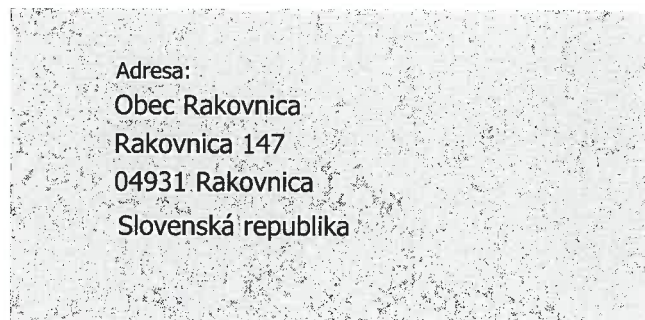 Adresa:
Obec Rakovnica
Rakovnica 147
04931 Rakovnica
Slovenská republika